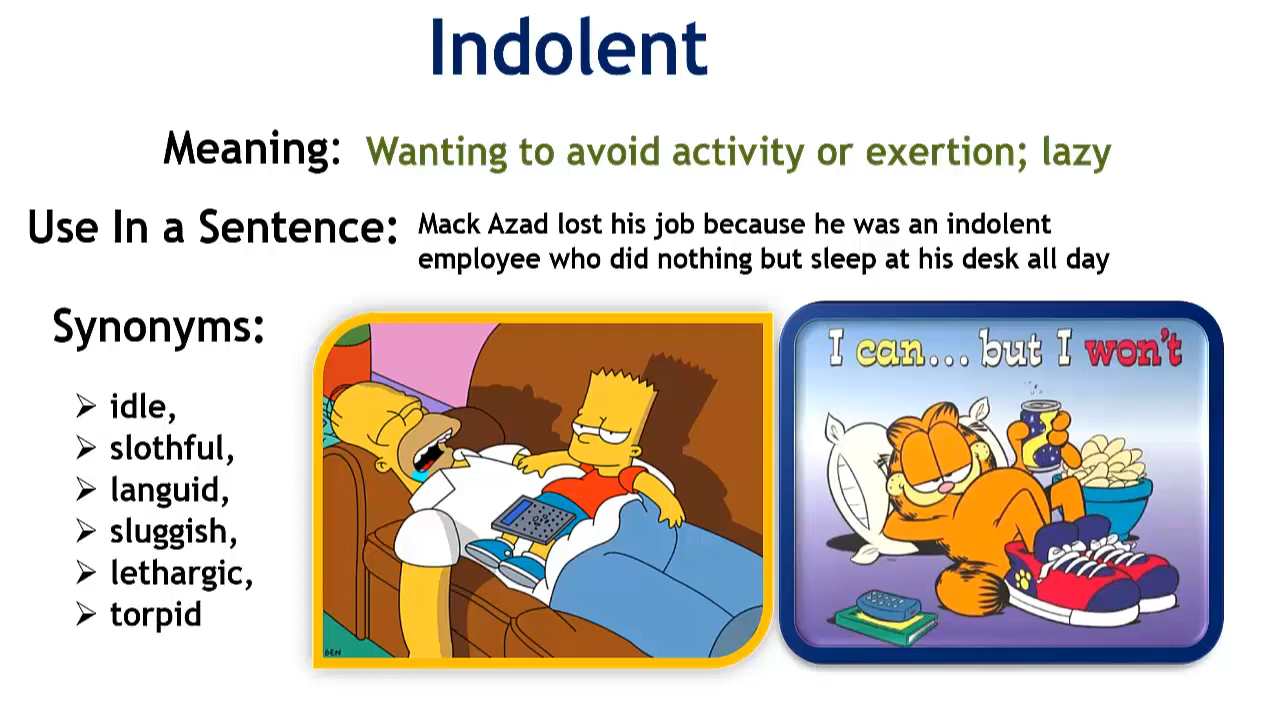 Indolent
Meaning: Wanting to avoid activity or exertion; lazy
Use In a Sentence: Mack Azad lost his job because he was an indolent
employee who did nothing but sleep at his desk all day
Synonyms:
➢ idle,
➢ slothful,
➢ languid,
➢ sluggish,
➢ lethargic,
➢ torpid
I can... but I won't
BEN